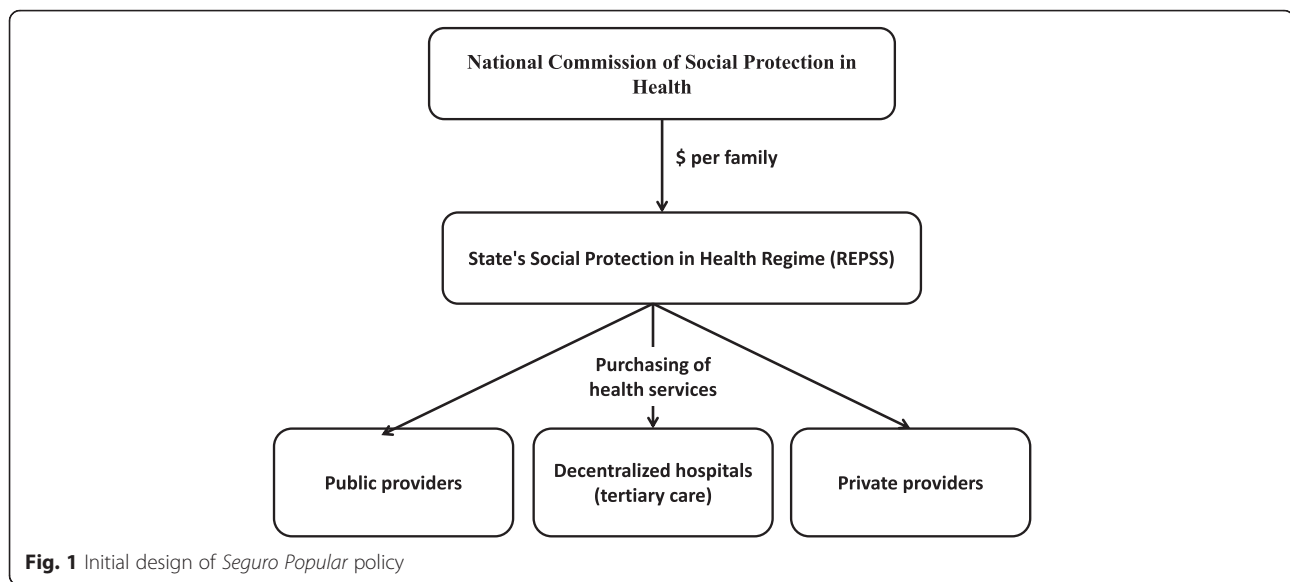 National Commission of Social Protection in
Health
$ per family
State's Social Protection in Health Regime (REPSS)
Purchasing of
health services
Public providers
Decentralized hospitals
(tertiary care)
Private providers
Fig. 1 Initial design of Seguro Popular policy